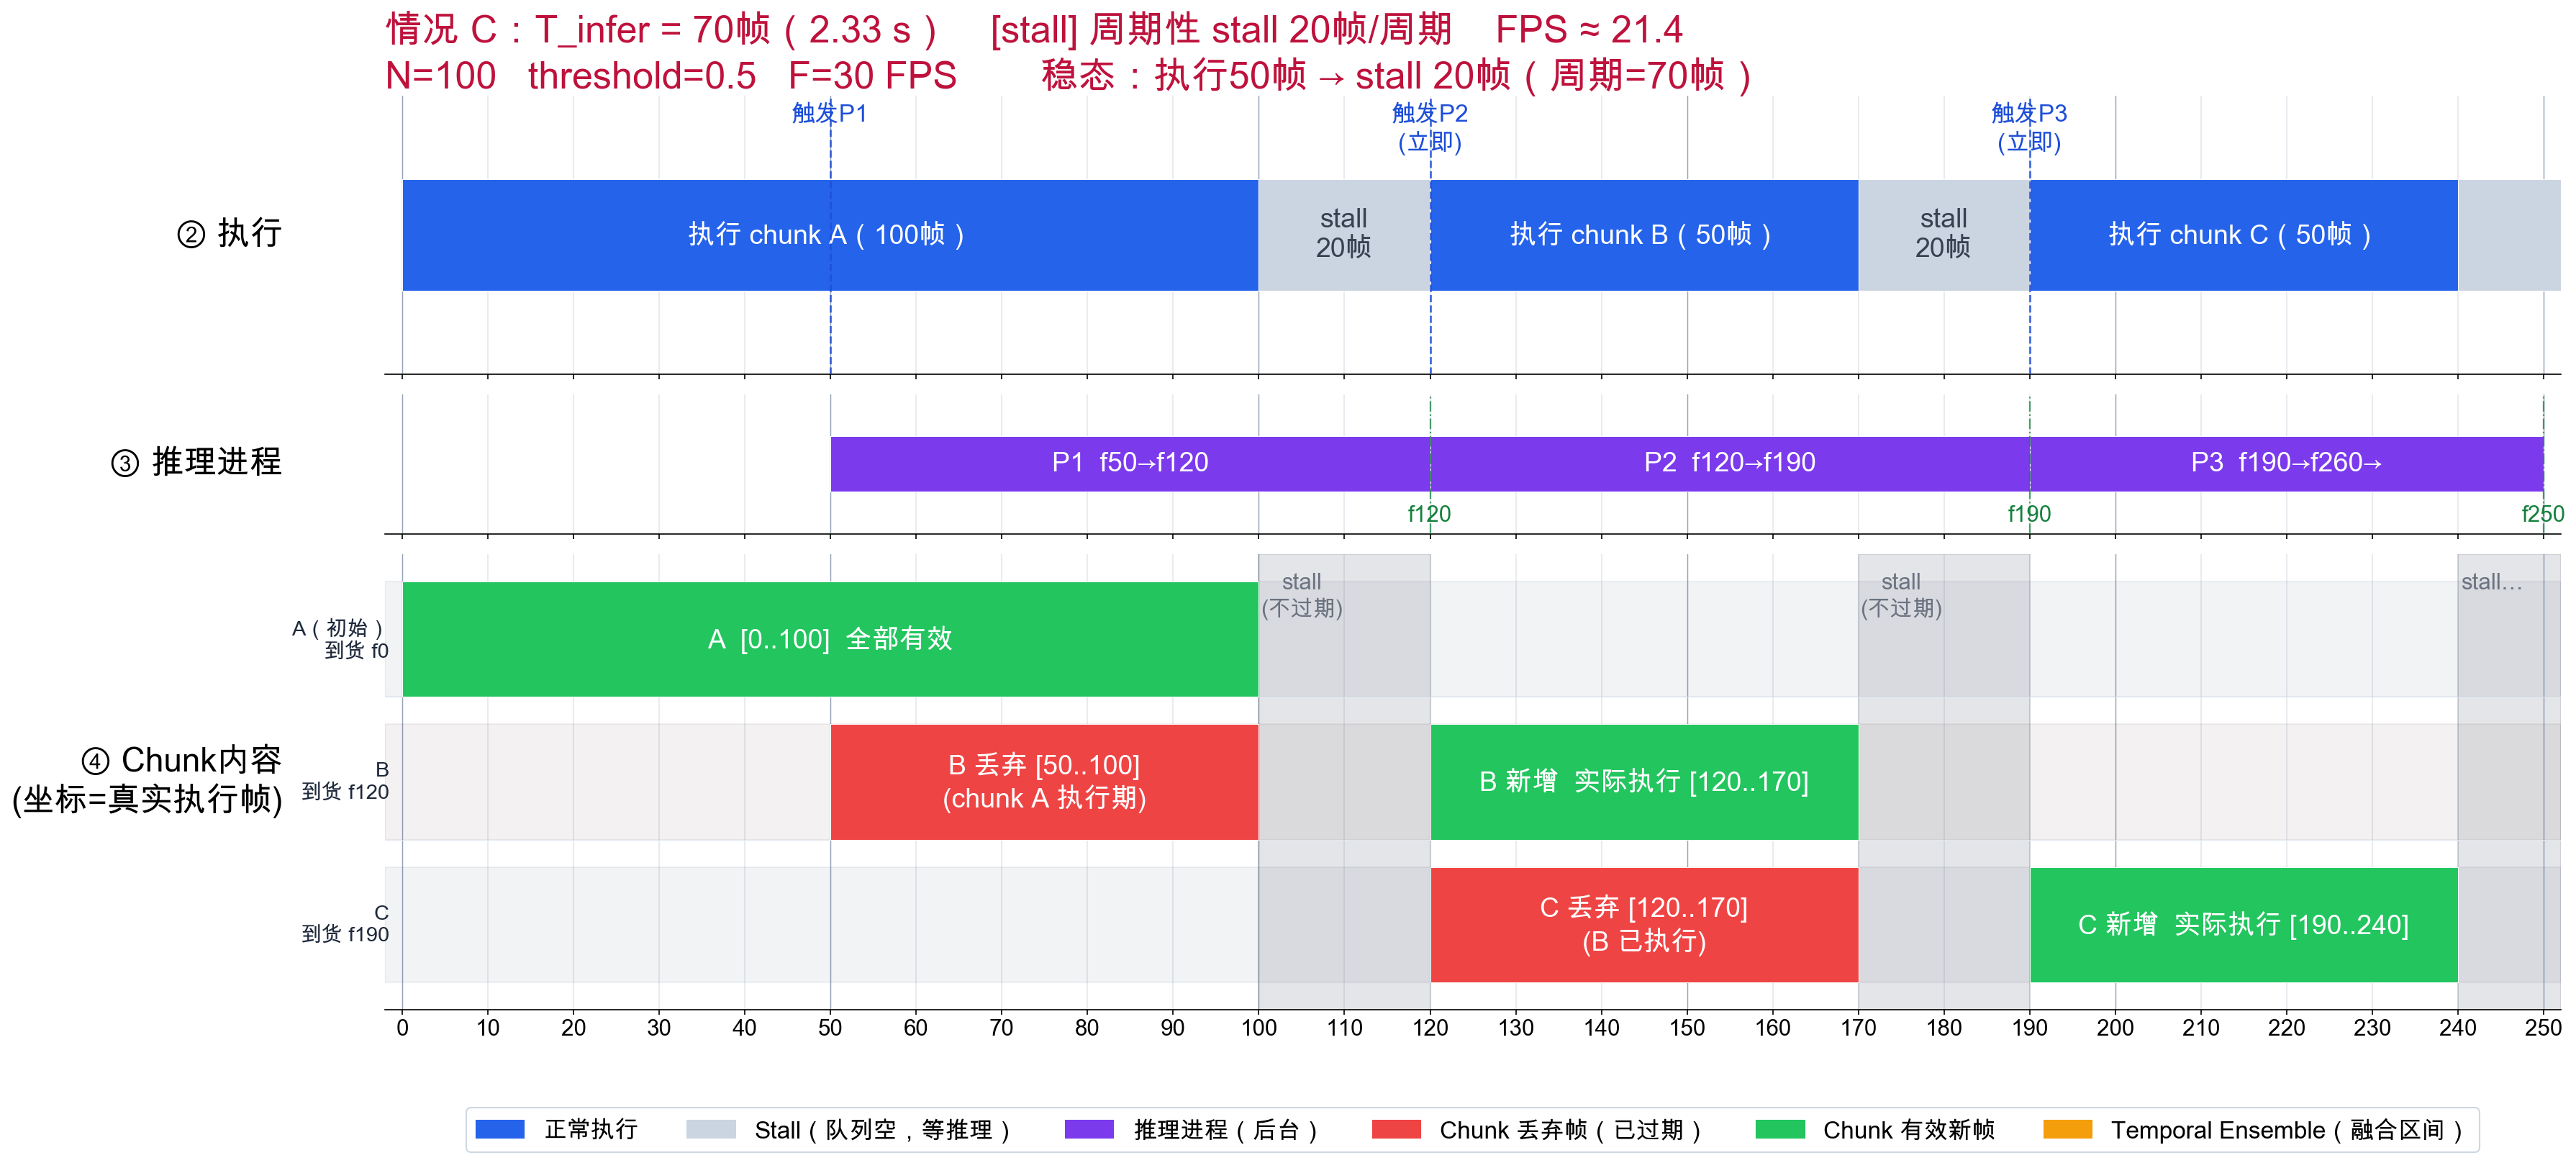 情况 C：T_infer = 70帧（2.33 s） [stall] 周期性 stall 20帧/周期 FPS ≈ 21.4
N=100 threshold=0.5 F=30 FPS 稳态：执行50帧→stall 20帧（周期=70帧）
触发P1
触发P2
(立即)
触发P3
(立即)
② 执行
执行 chunk A（100帧）
stall
20帧
执行 chunk B（50帧）
stall
20帧
执行 chunk C（50帧）
③ 推理进程
P1 f50→f120
P2 f120→f190
P3 f190→f260→
f120
f190
f250
④ Chunk内容
(坐标=真实执行帧)
A（初始）
到货 f0
A [0..100] 全部有效
stall
(不过期)
stall
(不过期)
stall...
B
到货 f120
B 丢弃 [50..100]
(chunk A 执行期)
B 新增 实际执行 [120..170]
C
到货 f190
C 丢弃 [120..170]
(B 已执行)
C 新增 实际执行 [190..240]
0 10 20 30 40 50 60 70 80 90 100 110 120 130 140 150 160 170 180 190 200 210 220 230 240 250
正常执行 Stall（队列空，等推理） 推理进程（后台） Chunk 丢弃帧（已过期） Chunk 有效新帧 Temporal Ensemble（融合区间）